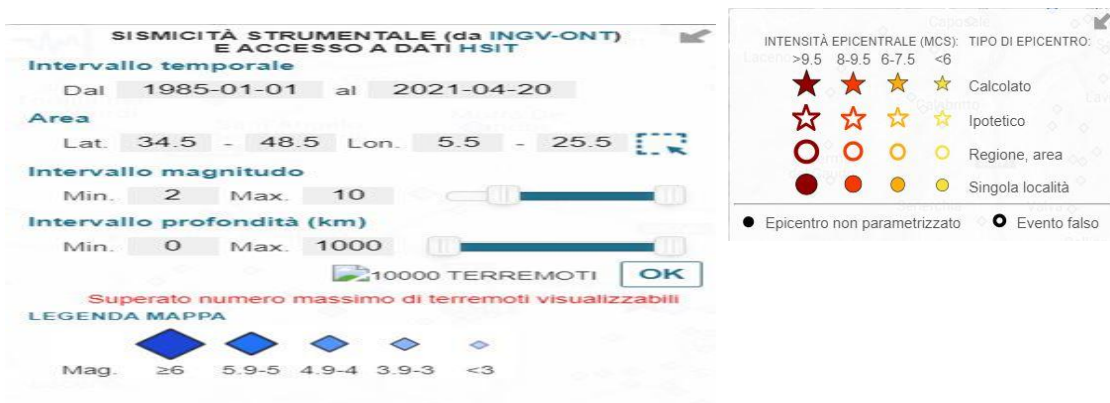 SISMICITÀ STRUMENTALE (da INGV-ONT)
E ACCESSO A DATI HSIT
Intervallo temporale
Dal 1985-01-01 al 2021-04-20
Area
Lat. 34.5 - 48.5 Lon. 5.5 - 25.5
Intervallo magnitudo
Min. 2 Max. 10
Intervallo profondità (km)
Min. 0 Max. 1000
10000 TERREMOTI OK
Superato numero massimo di terremoti visualizzabili
LEGENDA MAPPA
Mag. ≥6 5.9-5 4.9-4 3.9-3 <3
INTENSITÀ EPICENTRALE (MCS): TIPO DI EPICENTRO:
>9.5 8-9.5 6-7.5 <6
Calcolato
Ipotetico
Regione, area
Singola località
Epicentro non parametrizzato Evento falso